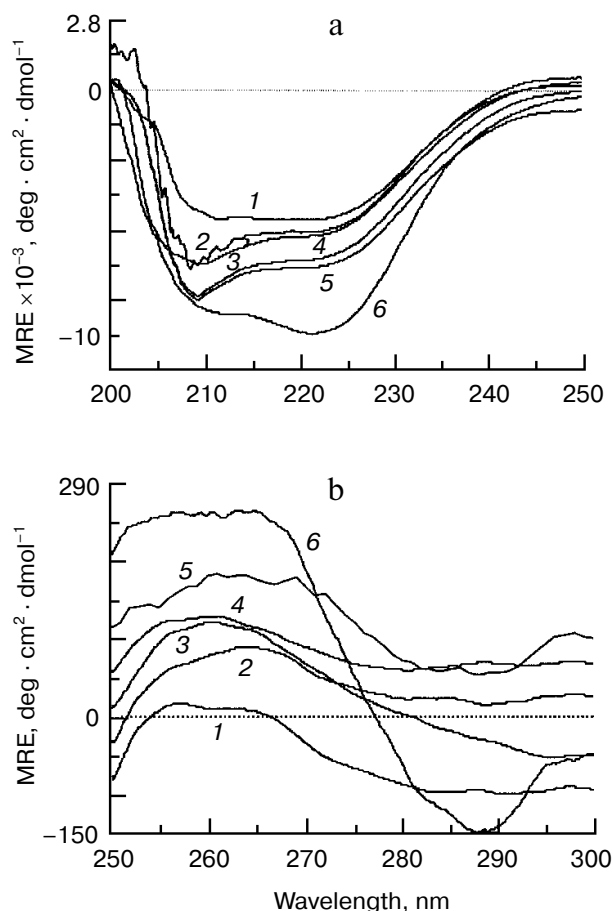 a
2.8
0
−10
MRE ×10⁻³, deg · cm² · dmol⁻¹
1
2
3
4
5
6
200 210 220 230 240 250
b
290
0
−150
MRE, deg · cm² · dmol⁻¹
6
5
4
3
2
1
250 260 270 280 290 300
Wavelength, nm